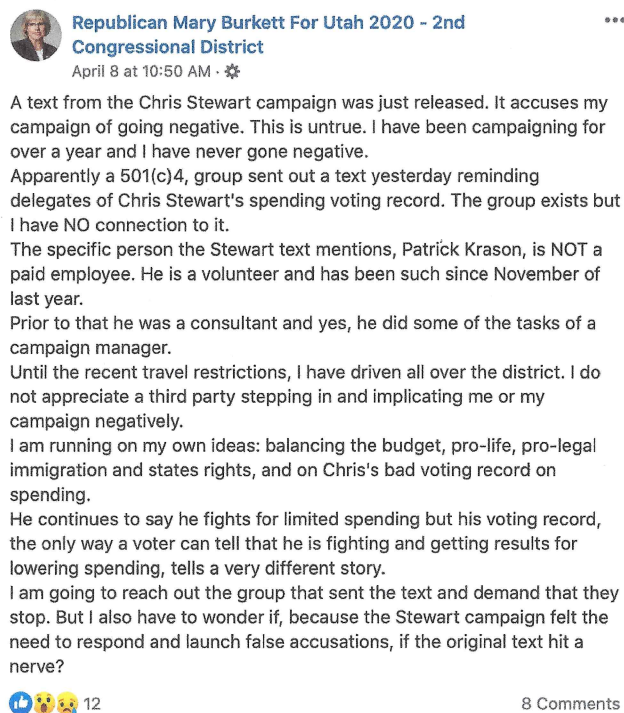 Republican Mary Burkett For Utah 2020 - 2nd
Congressional District
April 8 at 10:50 AM ·
A text from the Chris Stewart campaign was just released. It accuses my
campaign of going negative. This is untrue. I have been campaigning for
over a year and I have never gone negative.
Apparently a 501(c)4, group sent out a text yesterday reminding
delegates of Chris Stewart's spending voting record. The group exists but
I have NO connection to it.
The specific person the Stewart text mentions, Patrick Krason, is NOT a
paid employee. He is a volunteer and has been such since November of
last year.
Prior to that he was a consultant and yes, he did some of the tasks of a
campaign manager.
Until the recent travel restrictions, I have driven all over the district. I do
not appreciate a third party stepping in and implicating me or my
campaign negatively.
I am running on my own ideas: balancing the budget, pro-life, pro-legal
immigration and states rights, and on Chris's bad voting record on
spending.
He continues to say he fights for limited spending but his voting record,
the only way a voter can tell that he is fighting and getting results for
lowering spending, tells a very different story.
I am going to reach out the group that sent the text and demand that they
stop. But I also have to wonder if, because the Stewart campaign felt the
need to respond and launch false accusations, if the original text hit a
nerve?
12
8 Comments